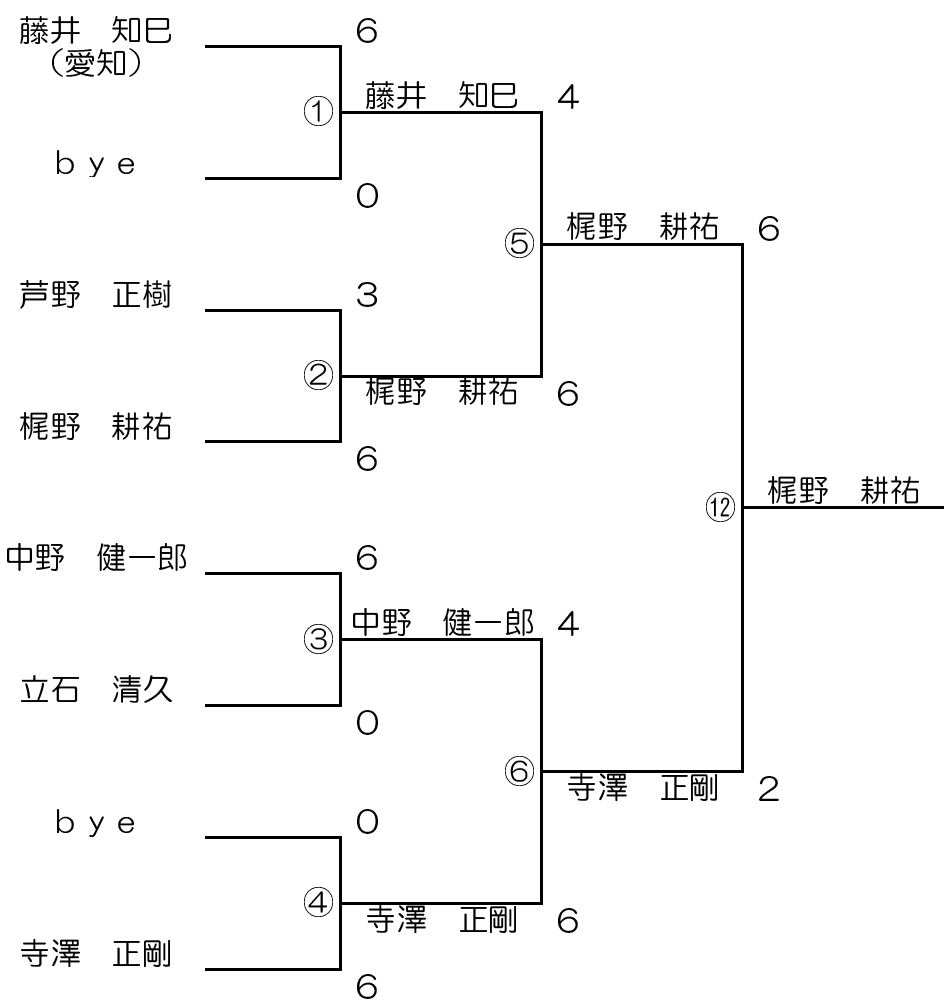 藤井　知巳
（愛知）
6
①
藤井　知巳
4
ｂｙｅ
0
⑤
梶野　耕祐
6
芦野　正樹
3
②
梶野　耕祐
6
梶野　耕祐
6
⑫
梶野　耕祐
中野　健一郎
6
③
中野　健一郎
4
立石　清久
0
⑥
寺澤　正剛
2
ｂｙｅ
0
④
寺澤　正剛
6
寺澤　正剛
6